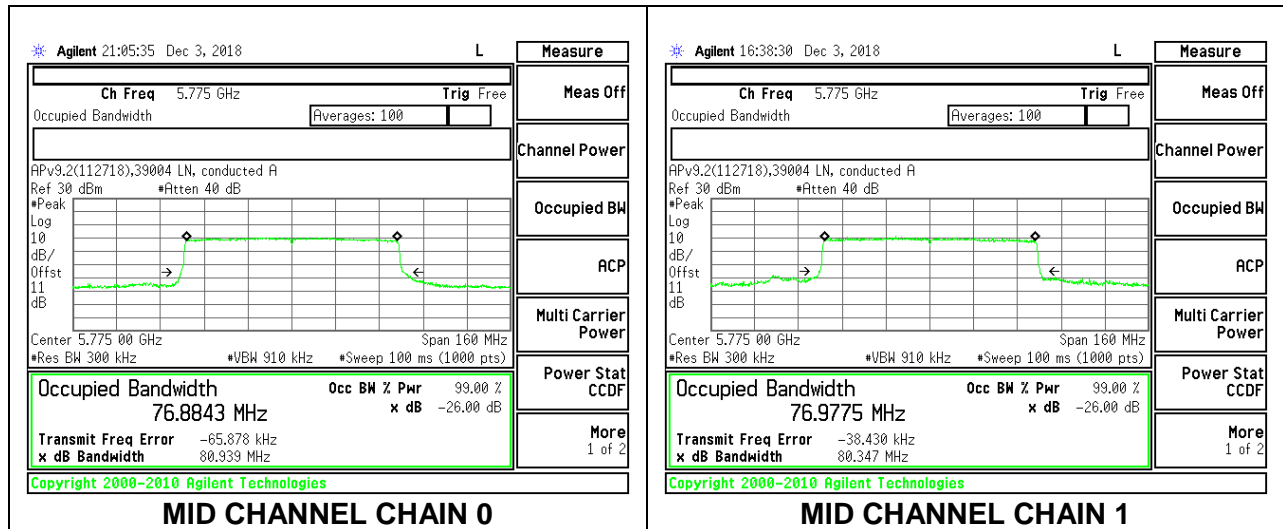 Agilent 21:05:35 Dec 3, 2018 L Measure
Ch Freq 5.775 GHz Trig Free Meas Off
Occupied Bandwidth Averages: 100
Channel Power
APv9.2(112718),39004 LN, conducted A
Ref 30 dBm #Atten 40 dB
#Peak
Occupied BW
Log
10
dB/
Offst
ACP
11
dB
Multi Carrier
Power
Center 5.775 00 GHz Span 160 MHz
#Res BW 300 kHz #VBW 910 kHz #Sweep 100 ms (1000 pts)
Power Stat
CCDF
Occupied Bandwidth Occ BW % Pwr 99.00 %
76.8843 MHz x dB -26.00 dB
Transmit Freq Error -65.878 kHz
x dB Bandwidth 80.939 MHz
More
1 of 2
Copyright 2000-2010 Agilent Technologies
MID CHANNEL CHAIN 0
Agilent 16:38:30 Dec 3, 2018 L Measure
Ch Freq 5.775 GHz Trig Free Meas Off
Occupied Bandwidth Averages: 100
Channel Power
APv9.2(112718),39004 LN, conducted A
Ref 30 dBm #Atten 40 dB
#Peak
Occupied BW
Log
10
dB/
Offst
ACP
11
dB
Multi Carrier
Power
Center 5.775 00 GHz Span 160 MHz
#Res BW 300 kHz #VBW 910 kHz #Sweep 100 ms (1000 pts)
Power Stat
CCDF
Occupied Bandwidth Occ BW % Pwr 99.00 %
76.9775 MHz x dB -26.00 dB
Transmit Freq Error -38.430 kHz
x dB Bandwidth 80.347 MHz
More
1 of 2
Copyright 2000-2010 Agilent Technologies
MID CHANNEL CHAIN 1